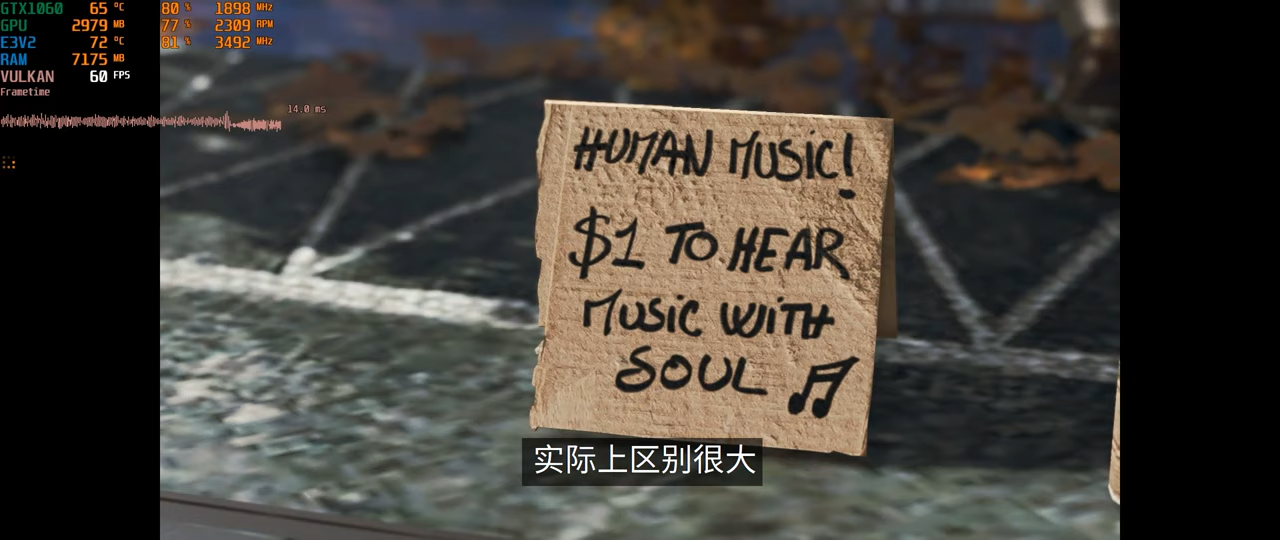 GTX1060 65 °C 80 % 1898 MHz
GPU 2979 MB 77 % 2309 RPM
E3V2 72 °C 81 % 3492 MHz
RAM 7175 MB
VULKAN 60 FPS
Frametime
14.0 ms
HUMAN MUSIC!
$1 TO HEAR
MUSIC WITH
SOUL
实际上区别很大